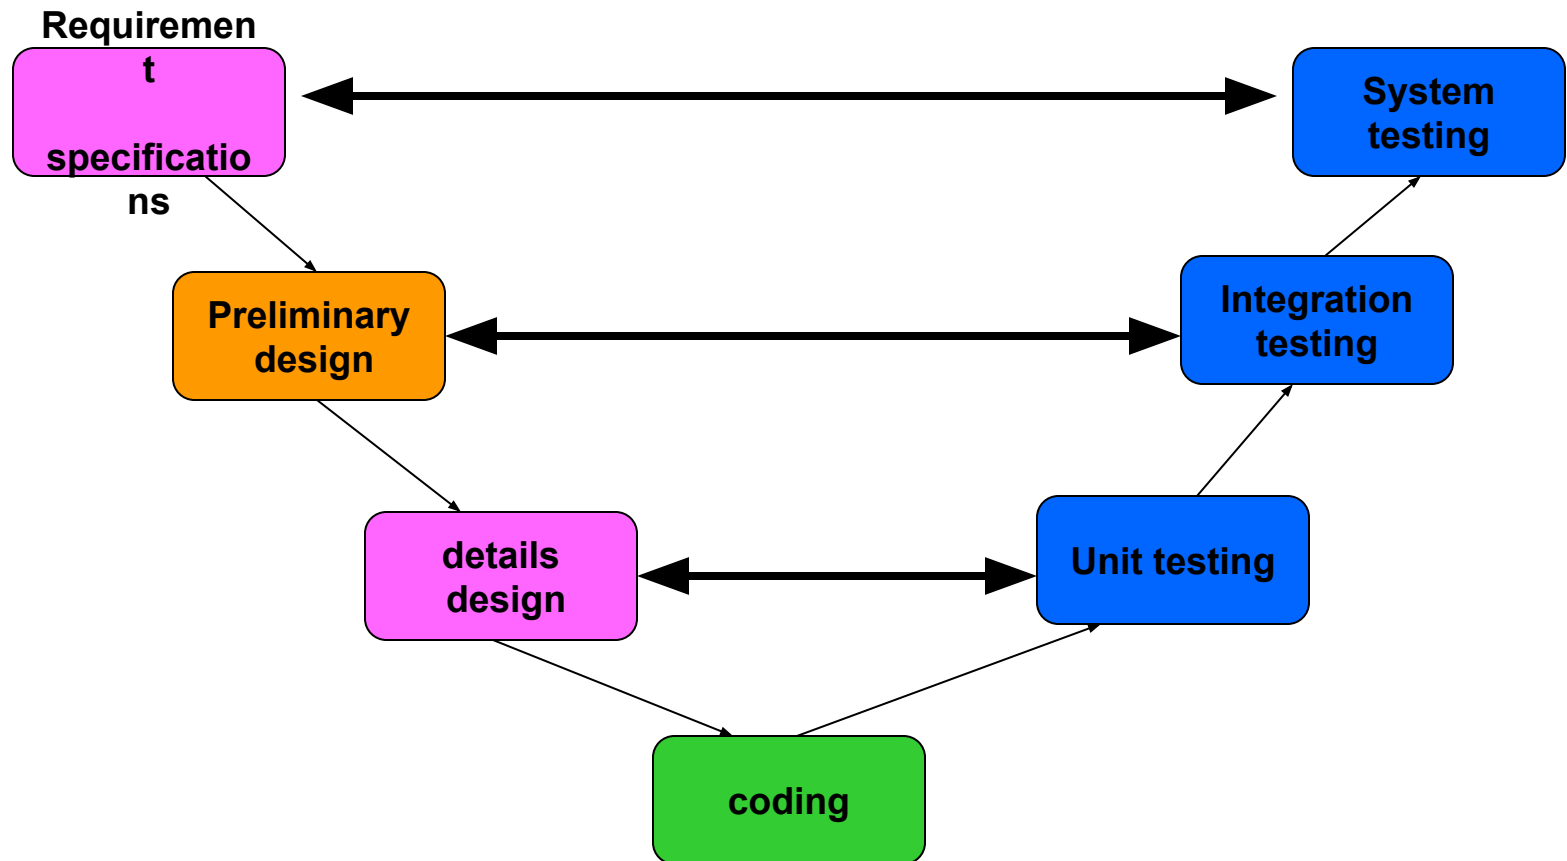 Requiremen
t
specificatio
ns
System
testing
Preliminary
design
Integration
testing
details
design
Unit testing
coding